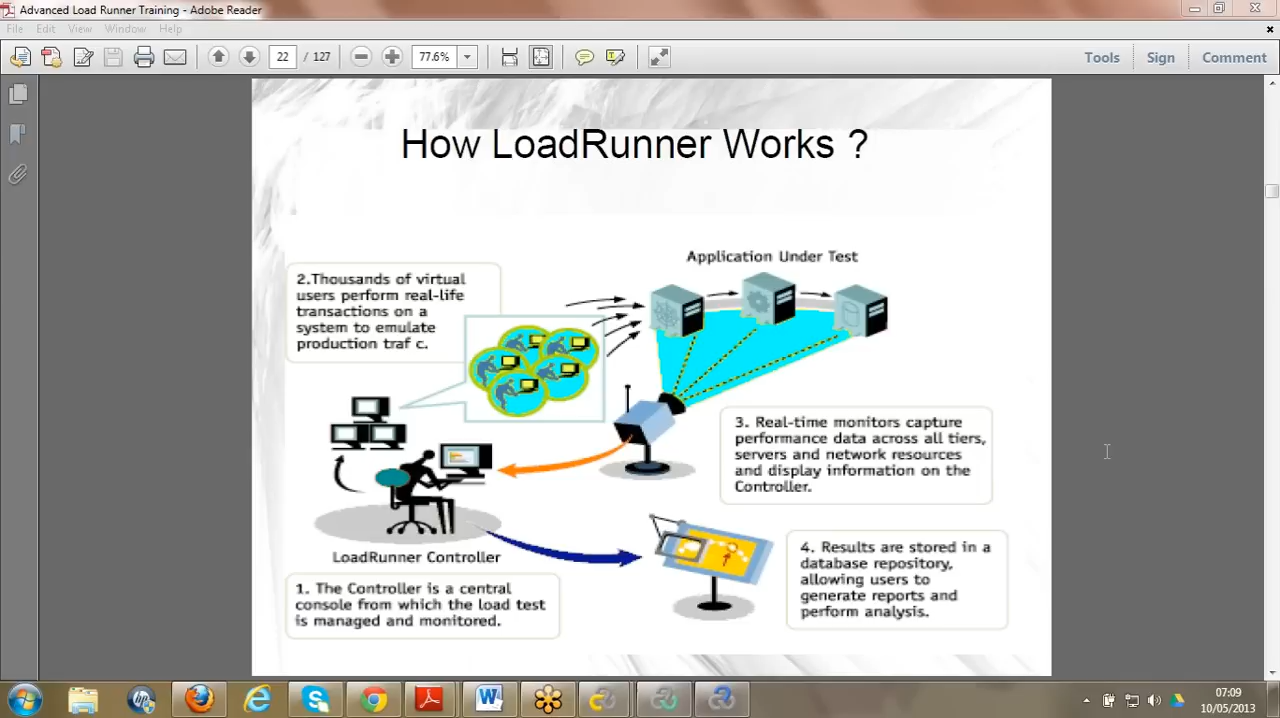 Advanced Load Runner Training - Adobe Reader
File Edit View Window Help
22 / 127 77.6% Tools Sign Comment
How LoadRunner Works ?
Application Under Test
2.Thousands of virtual
users perform real-life
transactions on a
system to emulate
production traf c.
3. Real-time monitors capture
performance data across all tiers,
servers and network resources
and display information on the
Controller.
LoadRunner Controller
1. The Controller is a central
console from which the load test
is managed and monitored.
4. Results are stored in a
database repository,
allowing users to
generate reports and
perform analysis.
07:09
10/05/2013